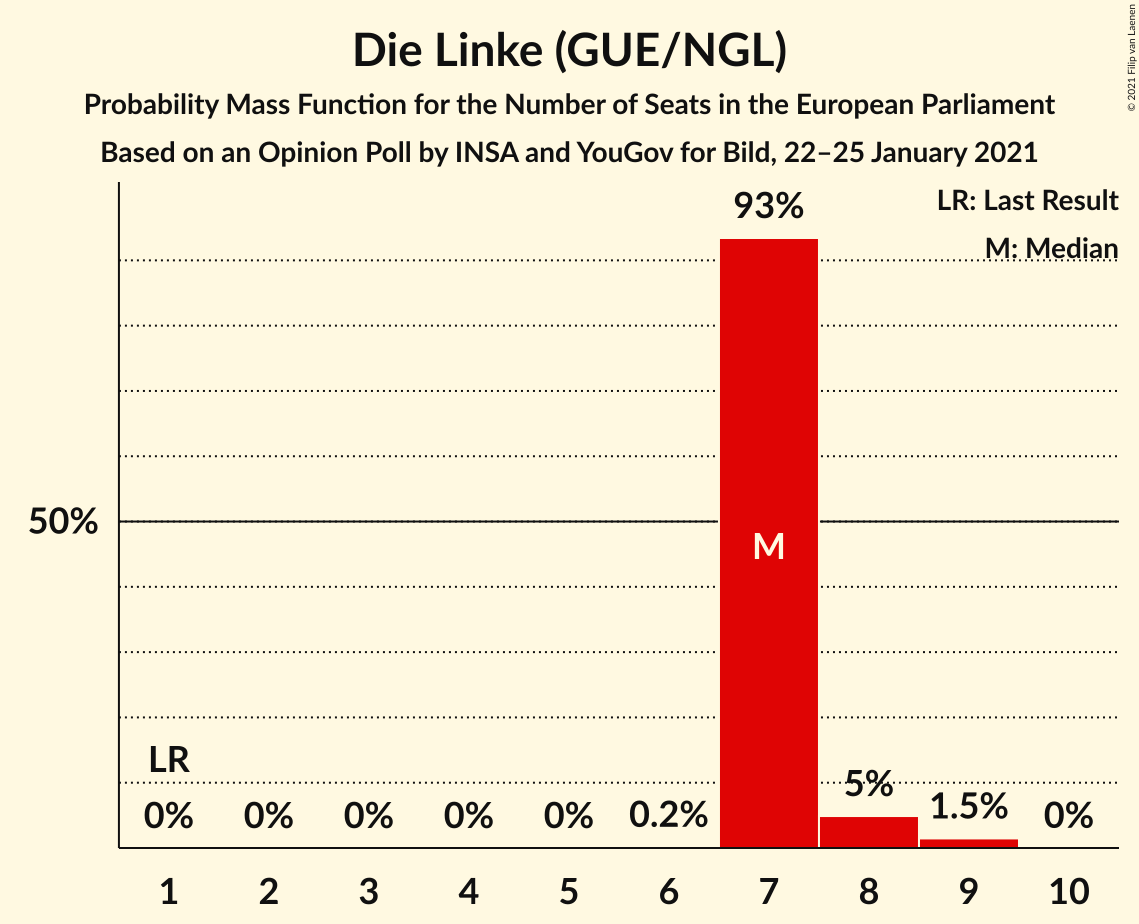 Die Linke (GUE/NGL)
Probability Mass Function for the Number of Seats in the European Parliament
Based on an Opinion Poll by INSA and YouGov for Bild, 22–25 January 2021
© 2021 Filip van Laenen
LR: Last Result
M: Median
93%
50%
M
LR
0% 0% 0% 0% 0% 0.2% 5% 1.5% 0%
1 2 3 4 5 6 7 8 9 10